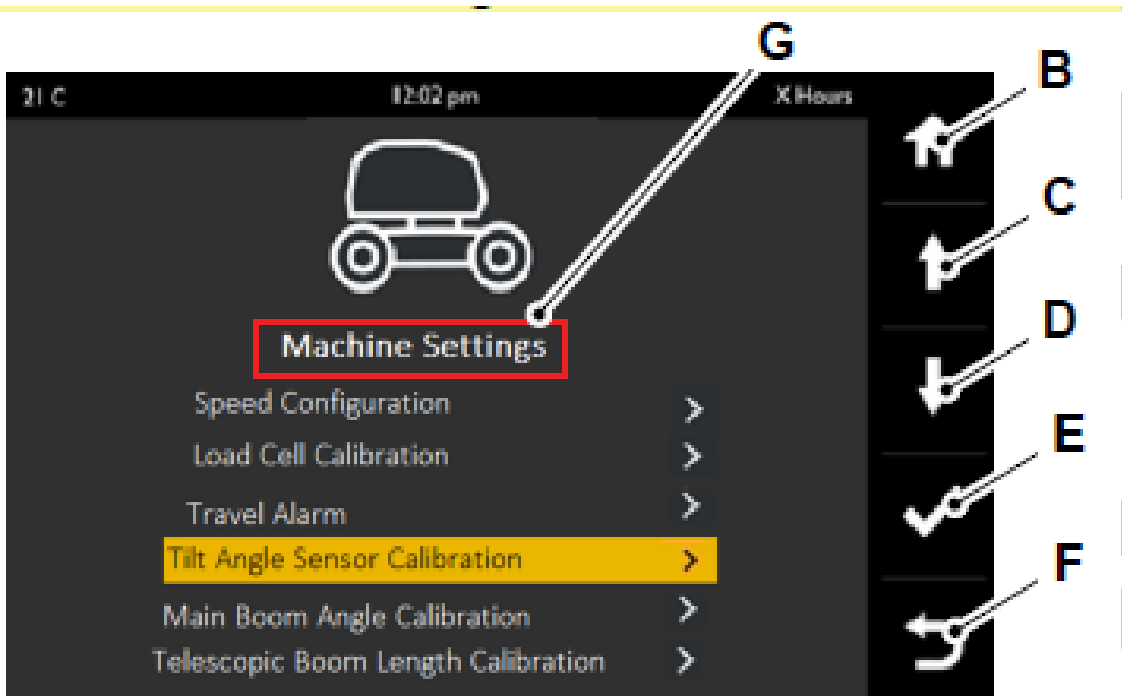 G
B
21 C 12:02 pm X Hours
C
Machine Settings
D
Speed Configuration >
Load Cell Calibration >
E
Travel Alarm >
Tilt Angle Sensor Calibration >
F
Main Boom Angle Calibration >
Telescopic Boom Length Calibration >